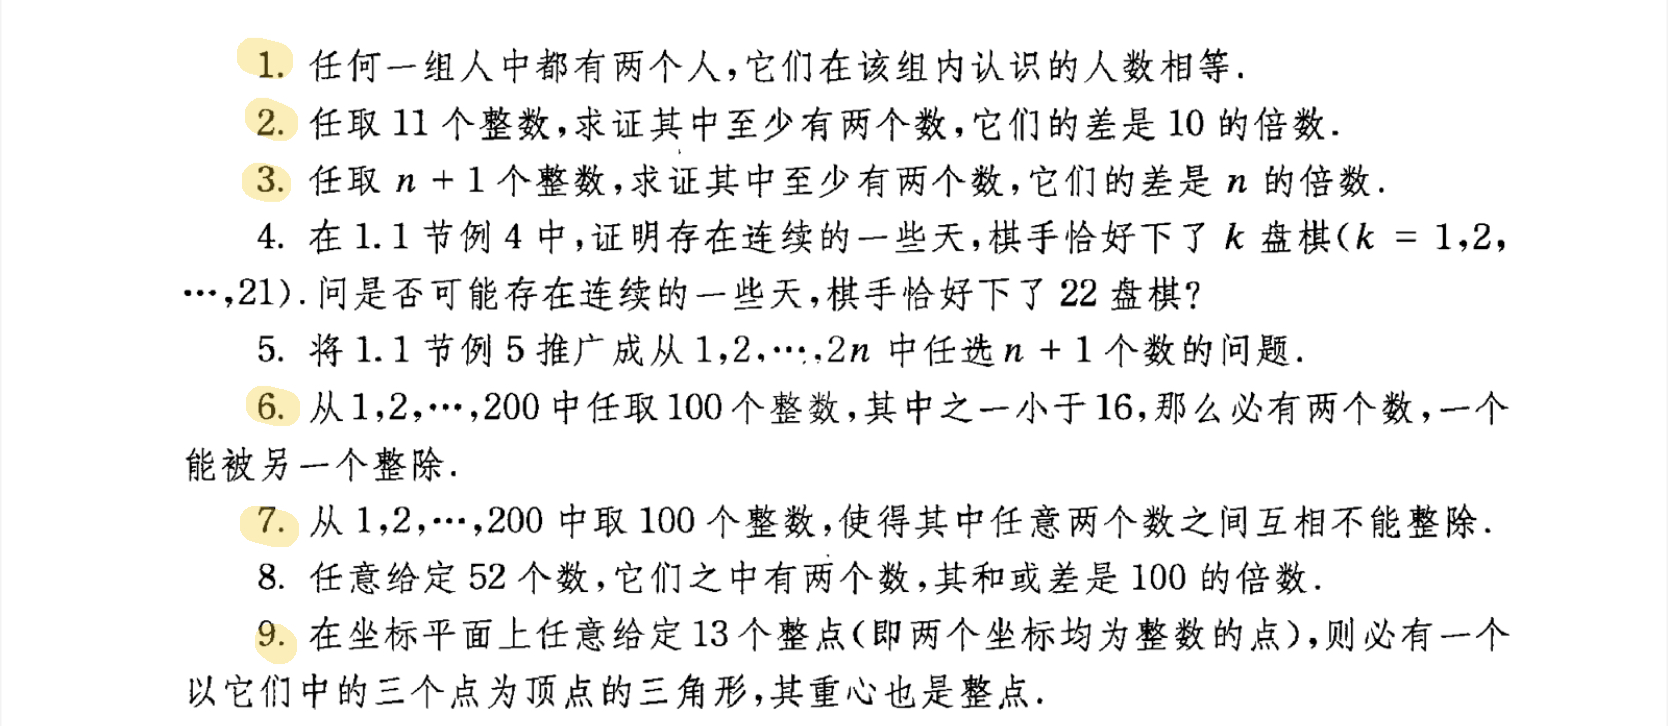 1. 任何一组人中都有两个人,它们在该组内认识的人数相等.
2. 任取 11 个整数,求证其中至少有两个数,它们的差是 10 的倍数.
3. 任取 n + 1 个整数,求证其中至少有两个数,它们的差是 n 的倍数.
4. 在 1.1 节例 4 中,证明存在连续的一些天,棋手恰好下了 k 盘棋(k = 1,2,
…,21).问是否可能存在连续的一些天,棋手恰好下了 22 盘棋?
5. 将 1.1 节例 5 推广成从 1,2,…,2n 中任选 n + 1 个数的问题.
6. 从 1,2,…,200 中任取 100 个整数,其中之一小于 16,那么必有两个数,一个
能被另一个整除.
7. 从 1,2,…,200 中取 100 个整数,使得其中任意两个数之间互相不能整除.
8. 任意给定 52 个数,它们之中有两个数,其和或差是 100 的倍数.
9. 在坐标平面上任意给定 13 个整点(即两个坐标均为整数的点),则必有一个
以它们中的三个点为顶点的三角形,其重心也是整点.